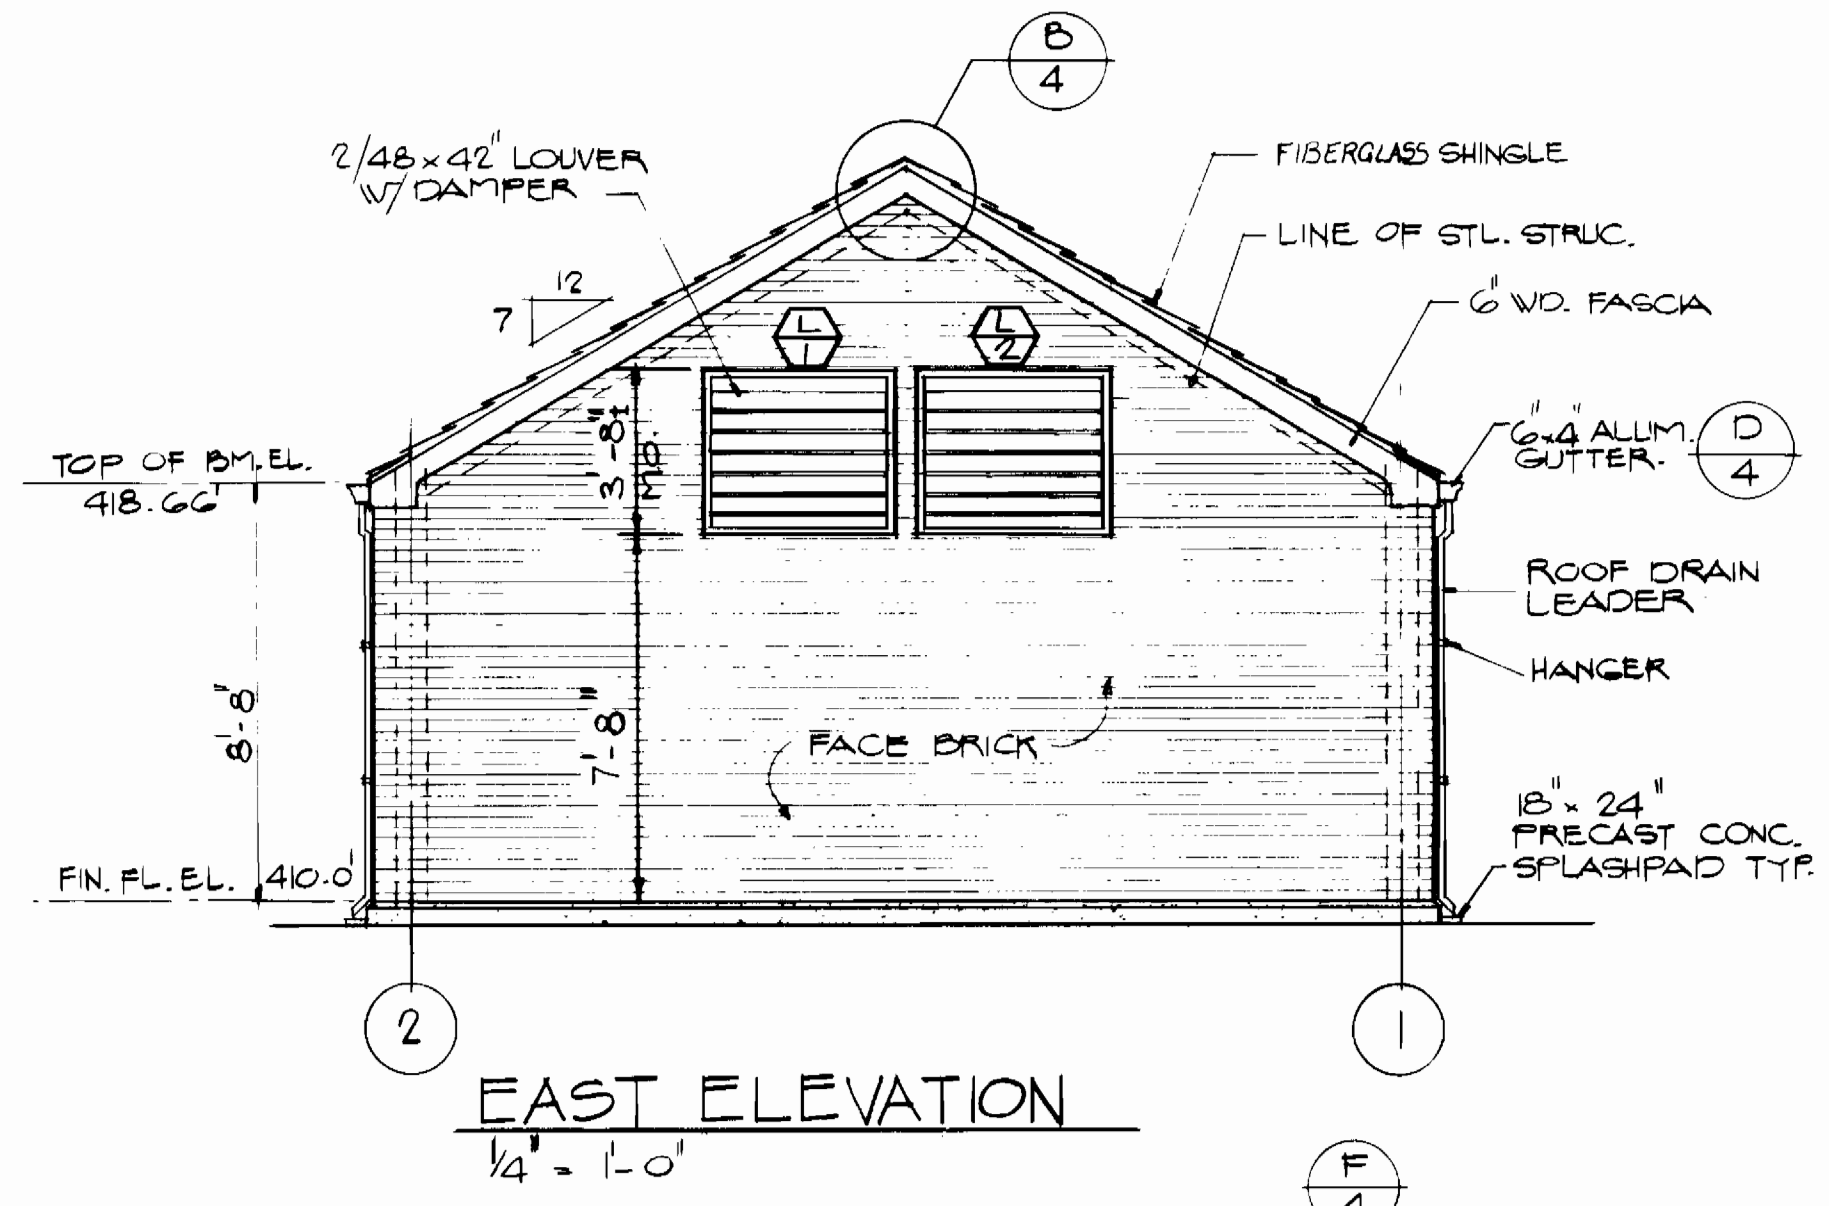 B
4
2/48 x 42" LOUVER
W/ DAMPER
FIBERGLASS SHINGLE
LINE OF STL. STRUC.
12
7
6" WD. FASCIA
L
1
L
2
6"x4" ALUM.
GUTTER.
D
4
TOP OF BM. EL.
418.66'
3'-8"±
M.O.
ROOF DRAIN
LEADER
HANGER
8'-8"
7'-8"
FACE BRICK
18" x 24"
PRECAST CONC.
SPLASHPAD TYP.
FIN. FL. EL. 410.0'
2
1
EAST ELEVATION
1/4" = 1'-0"
F